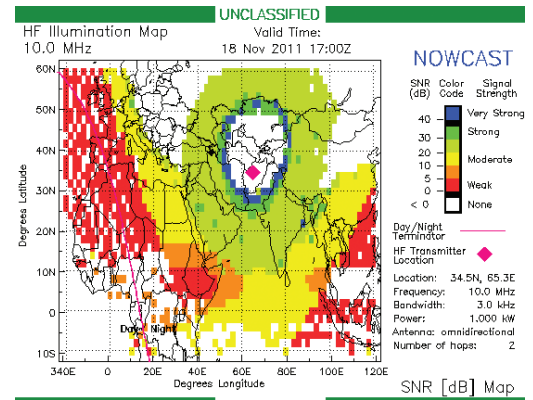 UNCLASSIFIED
HF Illumination Map
10.0 MHz
Valid Time:
18 Nov 2011 17:00Z
NOWCAST
SNR (dB)
Color Code
Signal Strength
40
30
20
10
5
0
< 0
Very Strong
Strong
Moderate
Weak
None
Day/Night
Terminator
HF Transmitter
Location
Location: 34.5N, 65.3E
Frequency: 10.0 MHz
Bandwidth: 3.0 kHz
Power: 1.000 kW
Antenna: omnidirectional
Number of hops: 2
SNR [dB] Map
Degrees Latitude
60N
50N
40N
30N
20N
10N
0
10S
Day Night
340E 0 20E 40E 60E 80E 100E 120E
Degrees Longitude